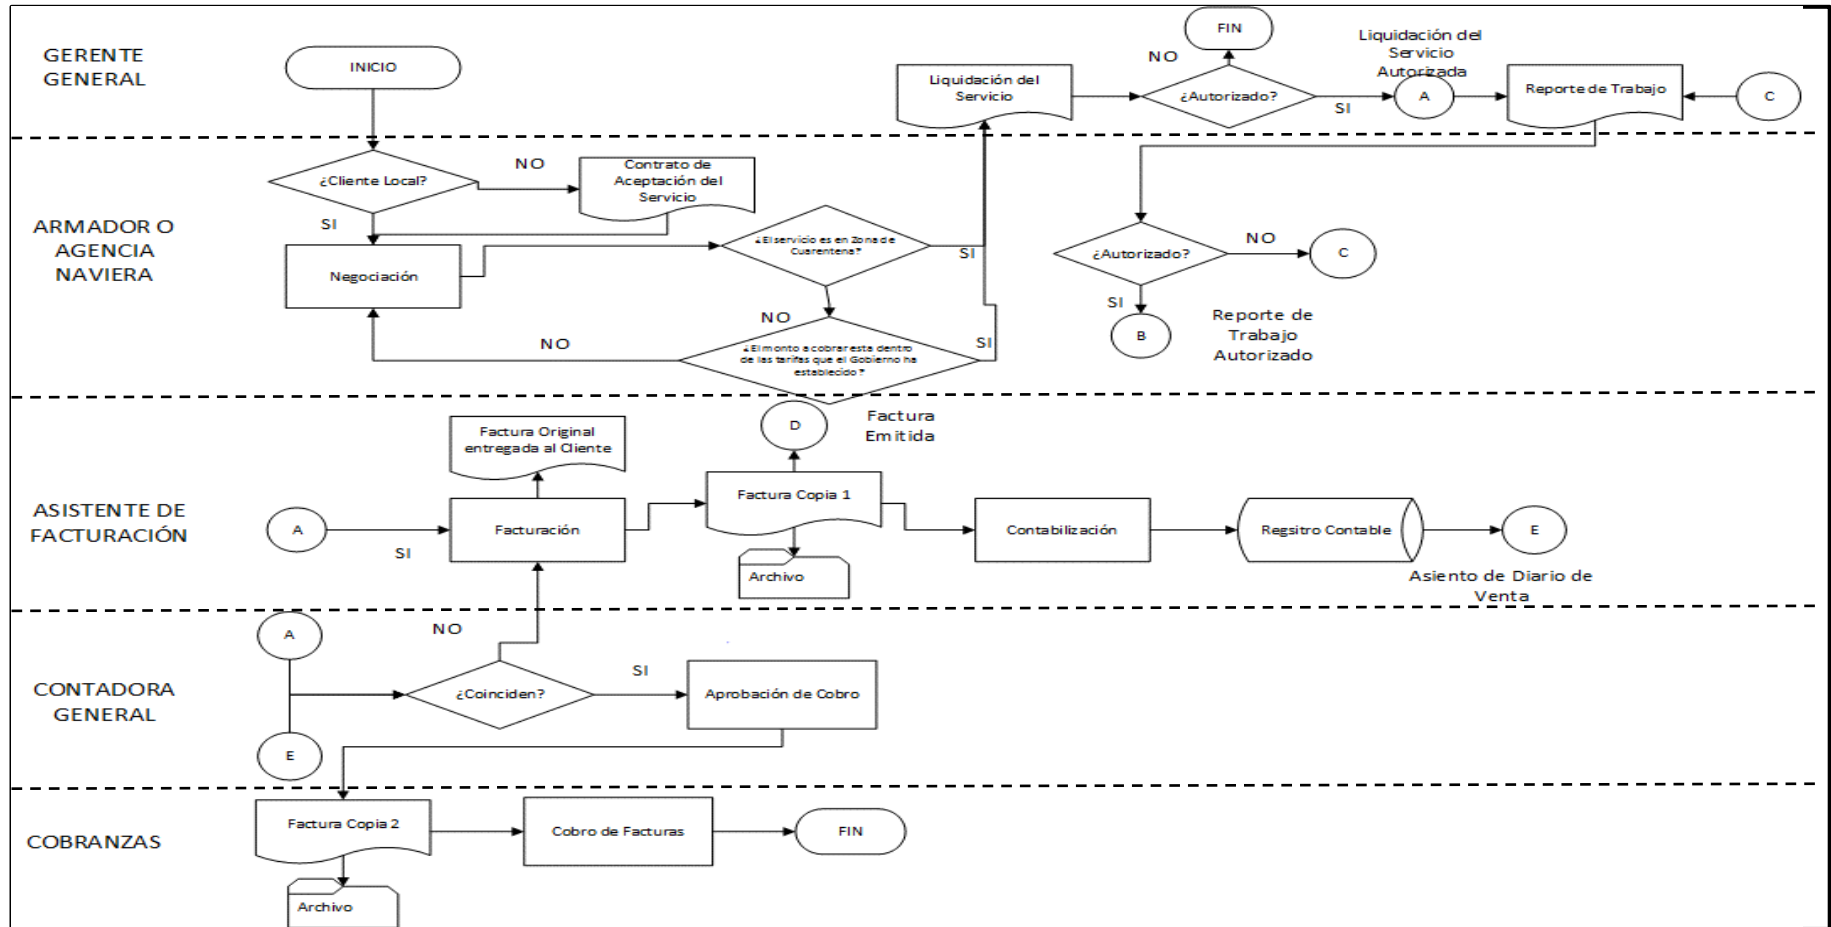 GERENTE
GENERAL
INICIO
Liquidación del
Servicio
NO
FIN
¿Autorizado?
SI
Liquidación del
Servicio
Autorizada
A
Reporte de Trabajo
C
ARMADOR O
AGENCIA
NAVIERA
¿Cliente Local?
NO
Contrato de
Aceptación del
Servicio
SI
Negociación
¿El servicio es en Zona de
Cuarentena?
SI
NO
¿El monto a cobrar esta dentro
de las tarifas que el Gobierno ha
establecido?
SI
NO
¿Autorizado?
NO
C
SI
B
Reporte de
Trabajo
Autorizado
ASISTENTE DE
FACTURACIÓN
A
SI
Factura Original
entregada al Cliente
Facturación
D
Factura
Emitida
Factura Copia 1
Archivo
Contabilización
Regsitro Contable
E
Asiento de Diario de
Venta
CONTADORA
GENERAL
A
E
NO
¿Coinciden?
SI
Aprobación de Cobro
COBRANZAS
Factura Copia 2
Archivo
Cobro de Facturas
FIN